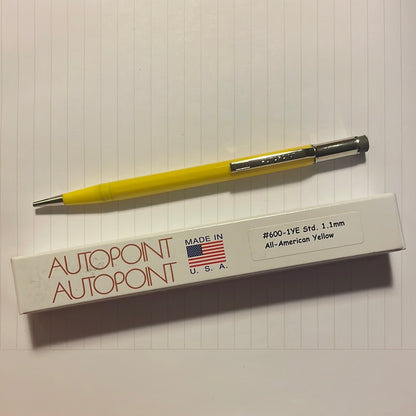 AUTOPOINT
AUTOPOINT
MADE IN
U. S. A.
#600-1YE Std. 1.1mm
All-American Yellow